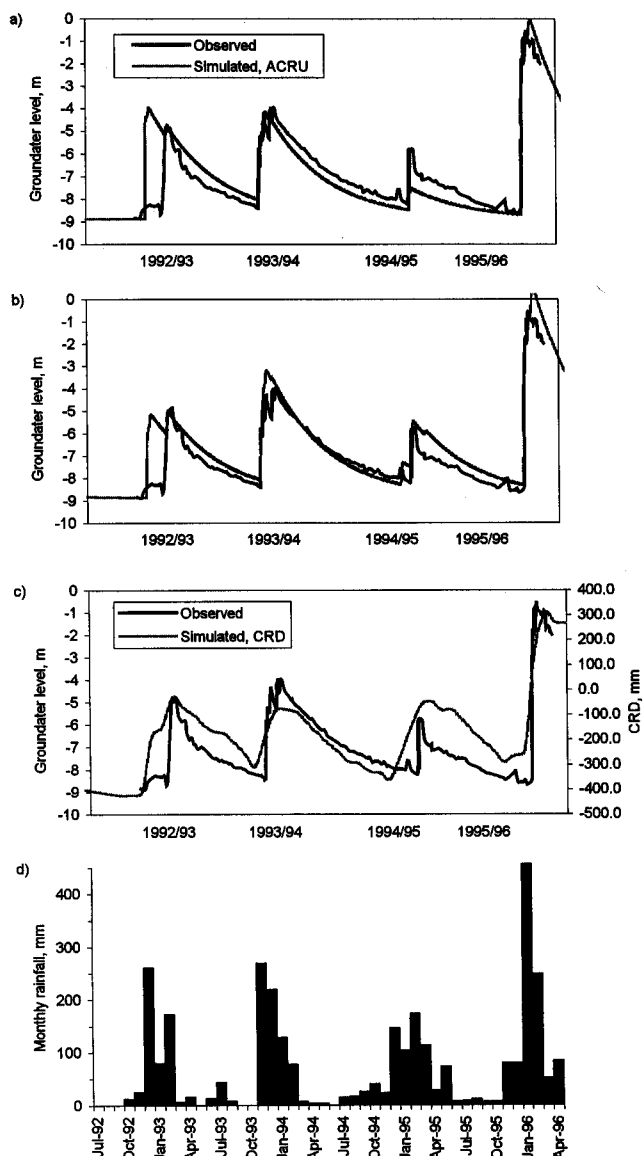 a)
Groundater level, m
0
-1
-2
-3
-4
-5
-6
-7
-8
-9
-10
Observed
Simulated, ACRU
1992/93 1993/94 1994/95 1995/96
b)
Groundater level, m
0
-1
-2
-3
-4
-5
-6
-7
-8
-9
-10
1992/93 1993/94 1994/95 1995/96
c)
Groundater level, m
0
-1
-2
-3
-4
-5
-6
-7
-8
-9
-10
Observed
Simulated, CRD
400.0
300.0
200.0
100.0
0.0
-100.0
-200.0
-300.0
-400.0
-500.0
CRD, mm
1992/93 1993/94 1994/95 1995/96
d)
Monthly rainfall, mm
400
300
200
100
0
Jul-92 Oct-92 Jan-93 Apr-93 Jul-93 Oct-93 Jan-94 Apr-94 Jul-94 Oct-94 Jan-95 Apr-95 Jul-95 Oct-95 Jan-96 Apr-96